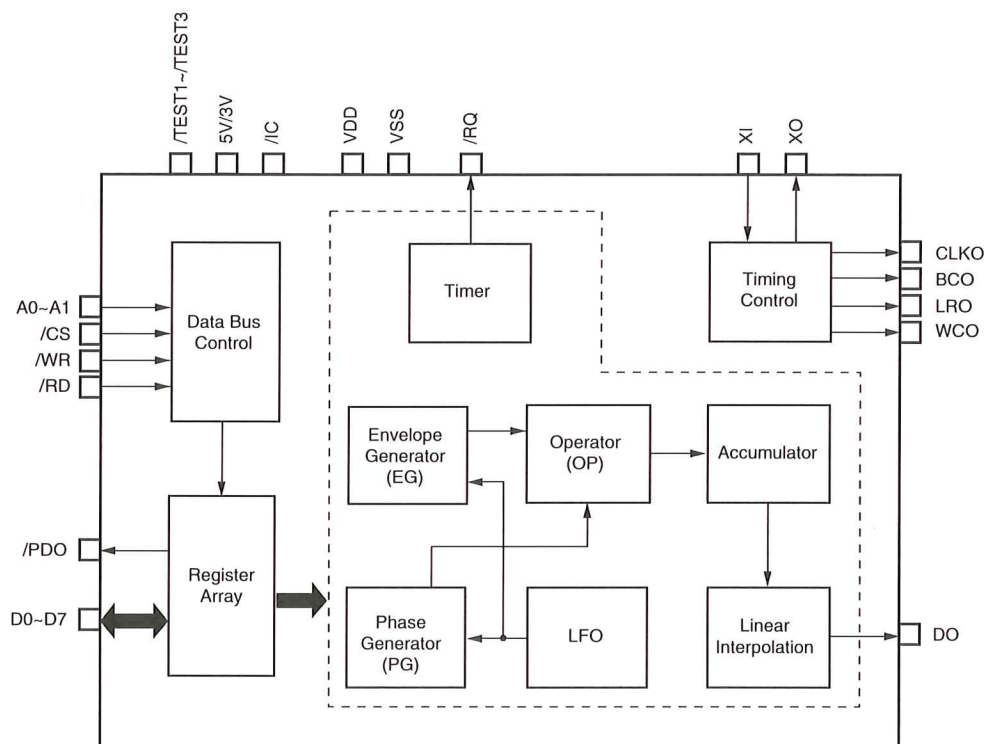 /TEST1~/TEST3
5V/3V
/IC
VDD
VSS
/RQ
XI
XO
A0~A1
/CS
/WR
/RD
Data Bus
Control
Timer
Timing
Control
CLKO
BCO
LRO
WCO
Envelope
Generator
(EG)
Operator
(OP)
Accumulator
/PDO
D0~D7
Register
Array
Phase
Generator
(PG)
LFO
Linear
Interpolation
DO